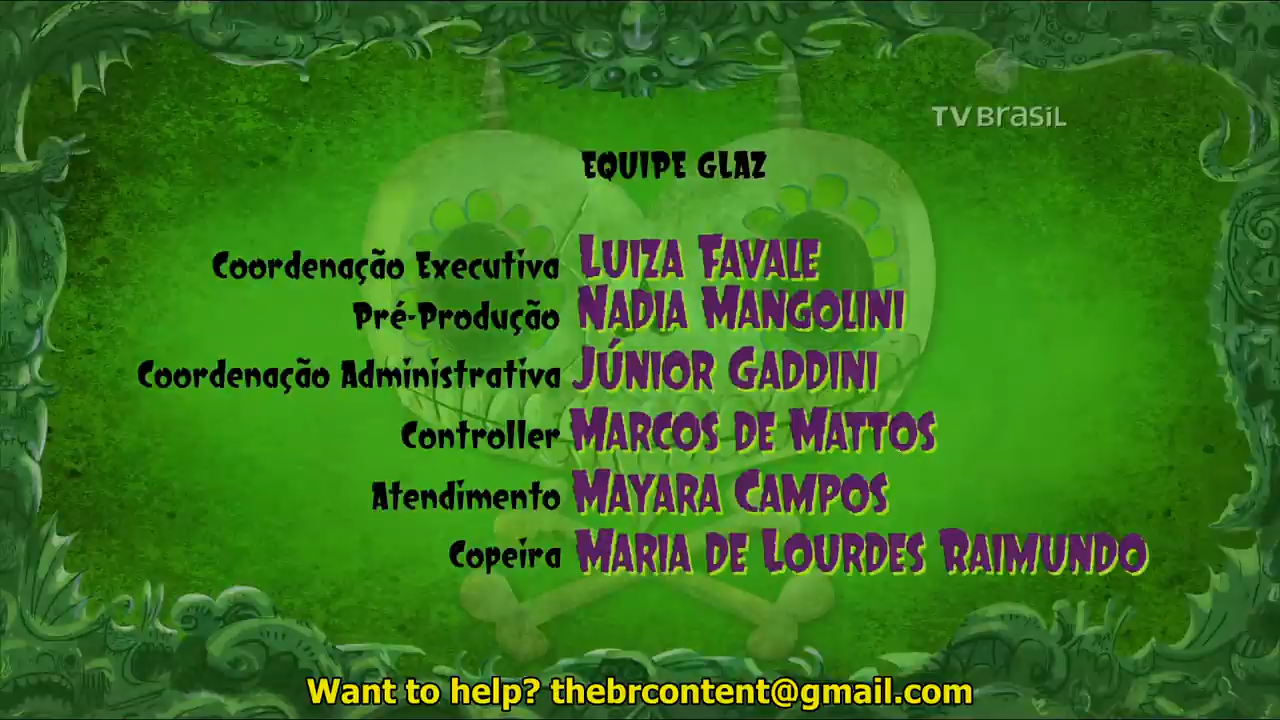 TV BRASIL
EQUIPE GLAZ
Coordenação Executiva LUIZA FAVALE
Pré-Produção NADIA MANGOLINI
Coordenação Administrativa JÚNIOR GADDINI
Controller MARCOS DE MATTOS
Atendimento MAYARA CAMPOS
Copeira MARIA DE LOURDES RAIMUNDO
Want to help? thebrcontent@gmail.com